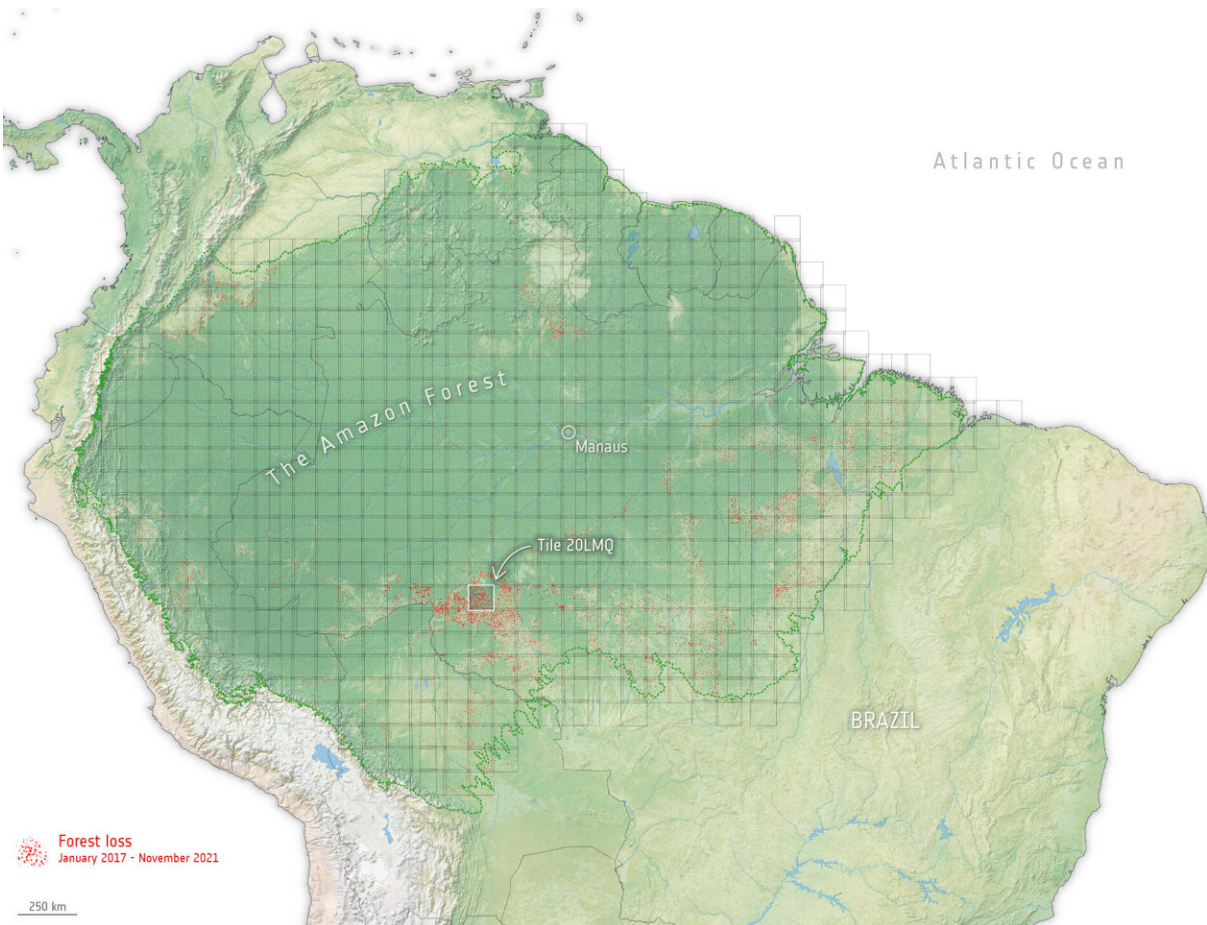 Atlantic Ocean
The Amazon Forest
Manaus
Tile 20LMQ
BRAZIL
Forest loss
January 2017 - November 2021
250 km